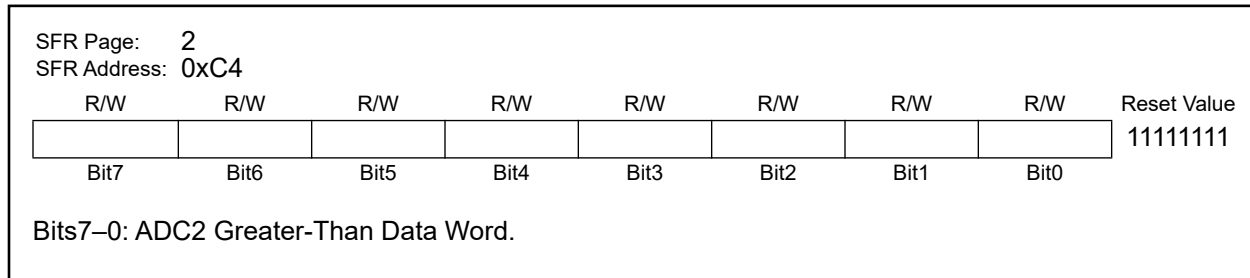 SFR Page: 2
SFR Address: 0xC4
R/W R/W R/W R/W R/W R/W R/W R/W Reset Value
11111111
Bit7 Bit6 Bit5 Bit4 Bit3 Bit2 Bit1 Bit0
Bits7–0: ADC2 Greater-Than Data Word.